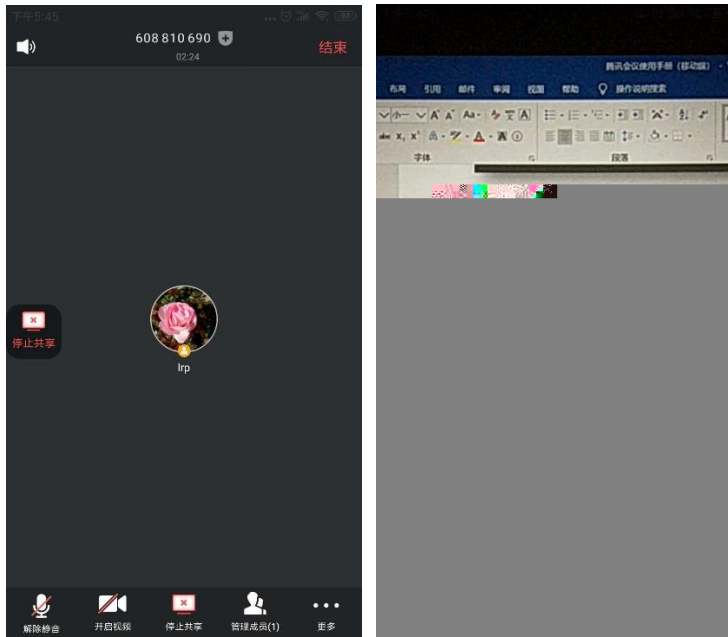 下午5:45
608 810 690
02:24
结束
停止共享
lrp
解除静音
开启视频
停止共享
管理成员(1)
更多
腾讯会议使用手册（移动端） -
布局 引用 邮件 审阅 视图 帮助 操作说明搜索
字体
段落